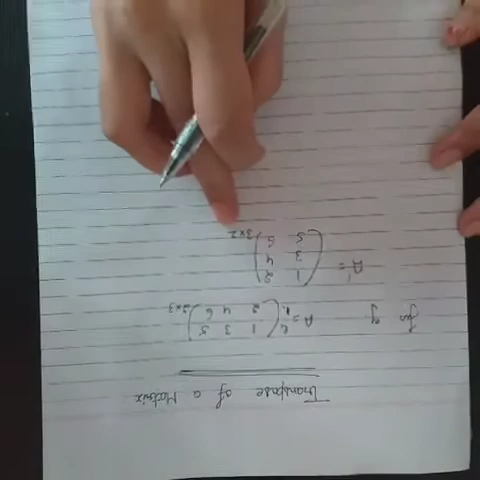 Transpose of a Matrix
for eg A = ( 1 3 5
2 4 6 ) 2x3
A' = ( 1 2
3 4
5 6 ) 3x2